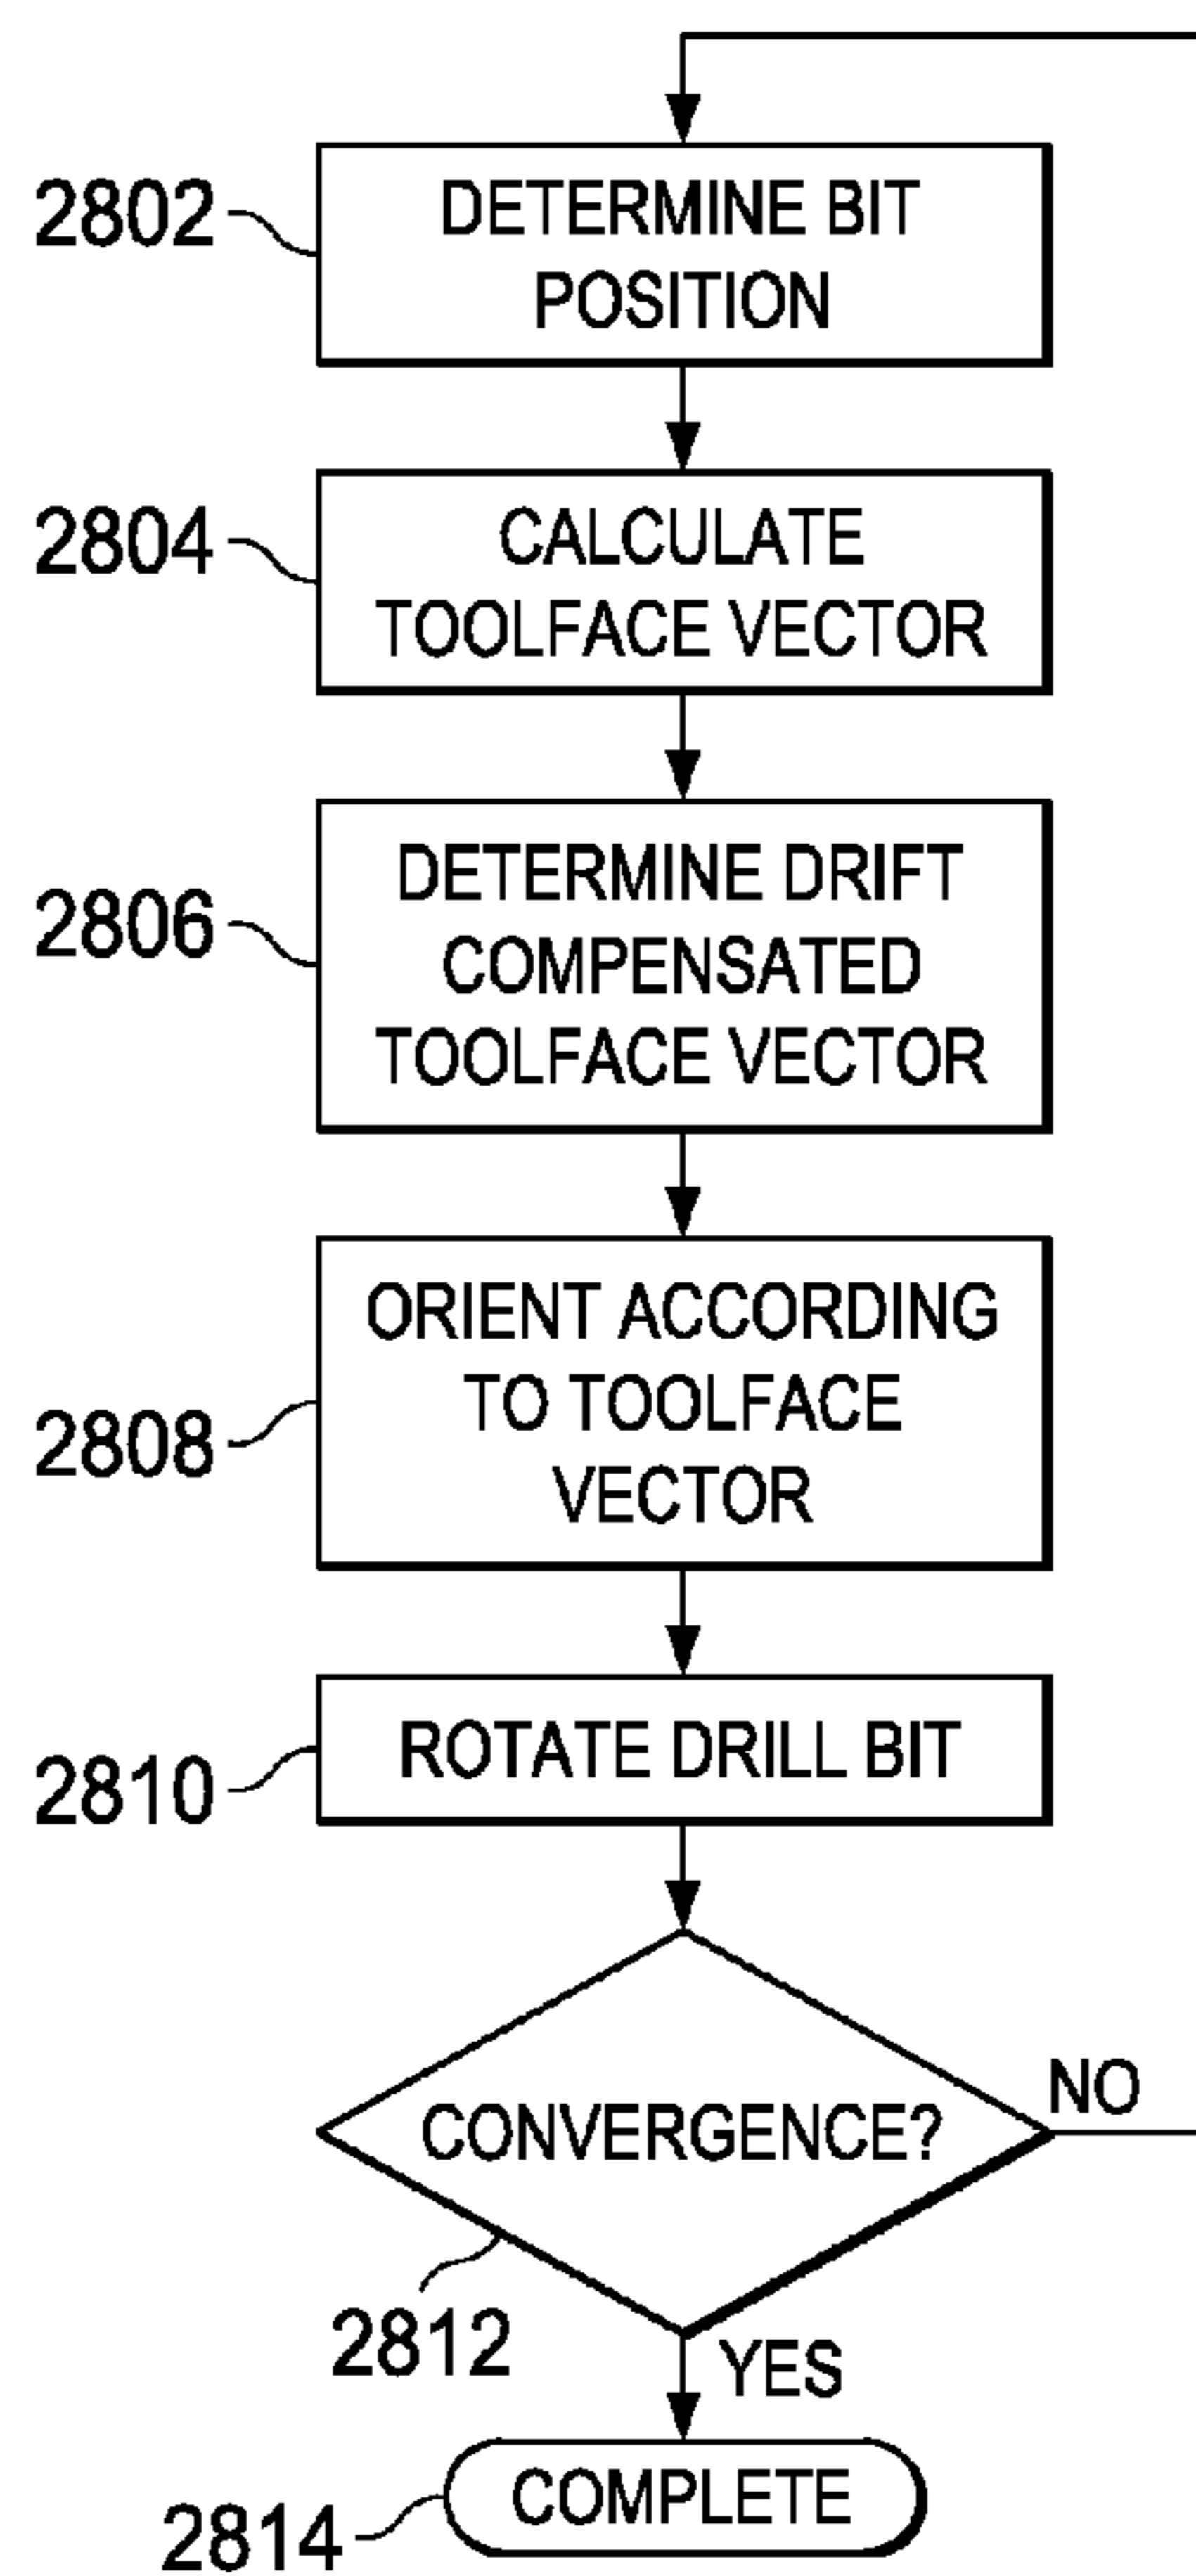 2802
DETERMINE BIT
POSITION
2804
CALCULATE
TOOLFACE VECTOR
2806
DETERMINE DRIFT
COMPENSATED
TOOLFACE VECTOR
2808
ORIENT ACCORDING
TO TOOLFACE
VECTOR
2810
ROTATE DRILL BIT
CONVERGENCE?
NO
2812
YES
COMPLETE
2814